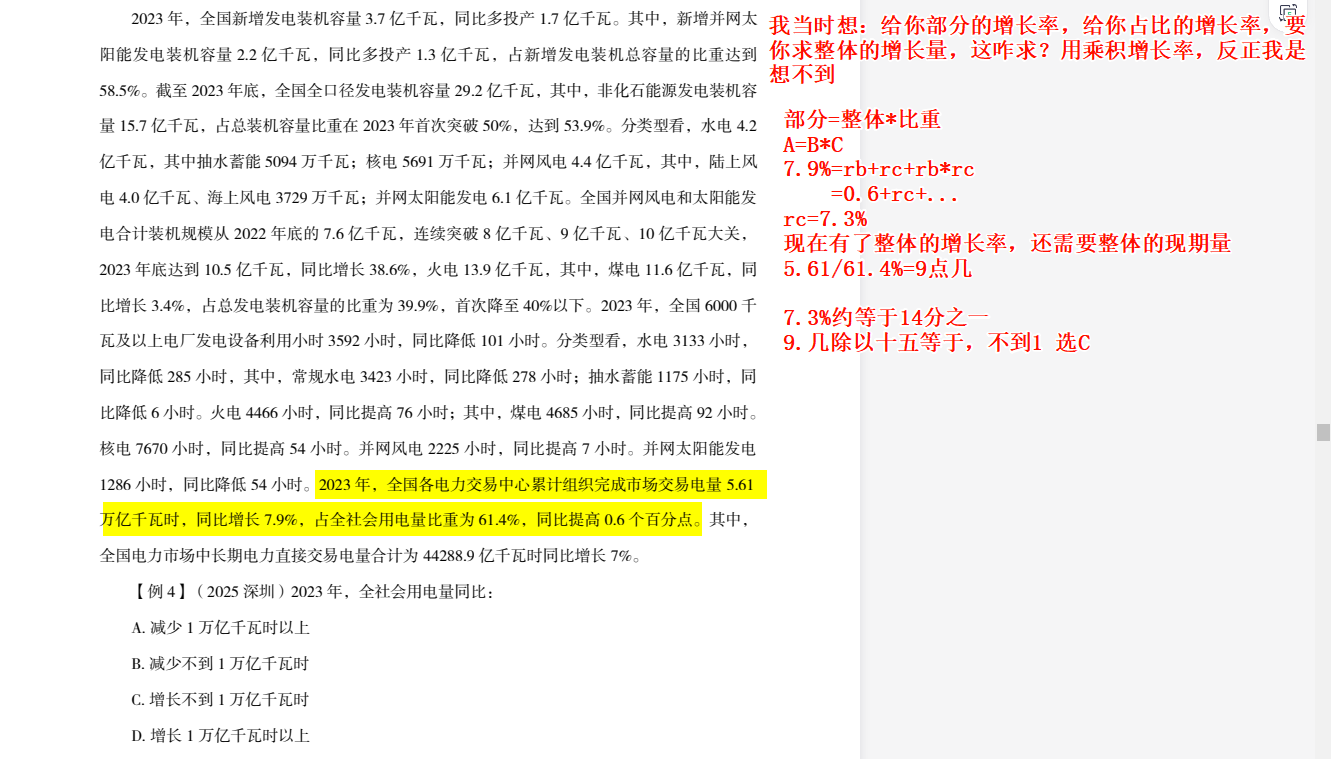 2023 年，全国新增发电装机容量 3.7 亿千瓦，同比多投产 1.7 亿千瓦。其中，新增并网太
阳能发电装机容量 2.2 亿千瓦，同比多投产 1.3 亿千瓦，占新增发电装机总容量的比重达到
58.5%。截至 2023 年底，全国全口径发电装机容量 29.2 亿千瓦，其中，非化石能源发电装机容
量 15.7 亿千瓦，占总装机容量比重在 2023 年首次突破 50%，达到 53.9%。分类型看，水电 4.2
亿千瓦，其中抽水蓄能 5094 万千瓦；核电 5691 万千瓦；并网风电 4.4 亿千瓦，其中，陆上风
电 4.0 亿千瓦、海上风电 3729 万千瓦；并网太阳能发电 6.1 亿千瓦。全国并网风电和太阳能发
电合计装机规模从 2022 年底的 7.6 亿千瓦，连续突破 8 亿千瓦、9 亿千瓦、10 亿千瓦大关，
2023 年底达到 10.5 亿千瓦，同比增长 38.6%，火电 13.9 亿千瓦，其中，煤电 11.6 亿千瓦，同
比增长 3.4%，占总发电装机容量的比重为 39.9%，首次降至 40%以下。2023 年，全国 6000 千
瓦及以上电厂发电设备利用小时 3592 小时，同比降低 101 小时。分类型看，水电 3133 小时，
同比降低 285 小时，其中，常规水电 3423 小时，同比降低 278 小时；抽水蓄能 1175 小时，同
比降低 6 小时。火电 4466 小时，同比提高 76 小时；其中，煤电 4685 小时，同比提高 92 小时。
核电 7670 小时，同比提高 54 小时。并网风电 2225 小时，同比提高 7 小时。并网太阳能发电
1286 小时，同比降低 54 小时。2023 年，全国各电力交易中心累计组织完成市场交易电量 5.61
万亿千瓦时，同比增长 7.9%，占全社会用电量比重为 61.4%，同比提高 0.6 个百分点。其中，
全国电力市场中长期电力直接交易电量合计为 44288.9 亿千瓦时同比增长 7%。
【例 4】（2025 深圳）2023 年，全社会用电量同比：
A. 减少 1 万亿千瓦时以上
B. 减少不到 1 万亿千瓦时
C. 增长不到 1 万亿千瓦时
D. 增长 1 万亿千瓦时以上
我当时想：给你部分的增长率，给你占比的增长率，要
你求整体的增长量，这咋求？用乘积增长率，反正我是
想不到
部分=整体*比重
A=B*C
7.9%=rb+rc+rb*rc
=0.6+rc+...
rc=7.3%
现在有了整体的增长率，还需要整体的现期量
5.61/61.4%=9点几
7.3%约等于14分之一
9.几除以十五等于，不到1 选C